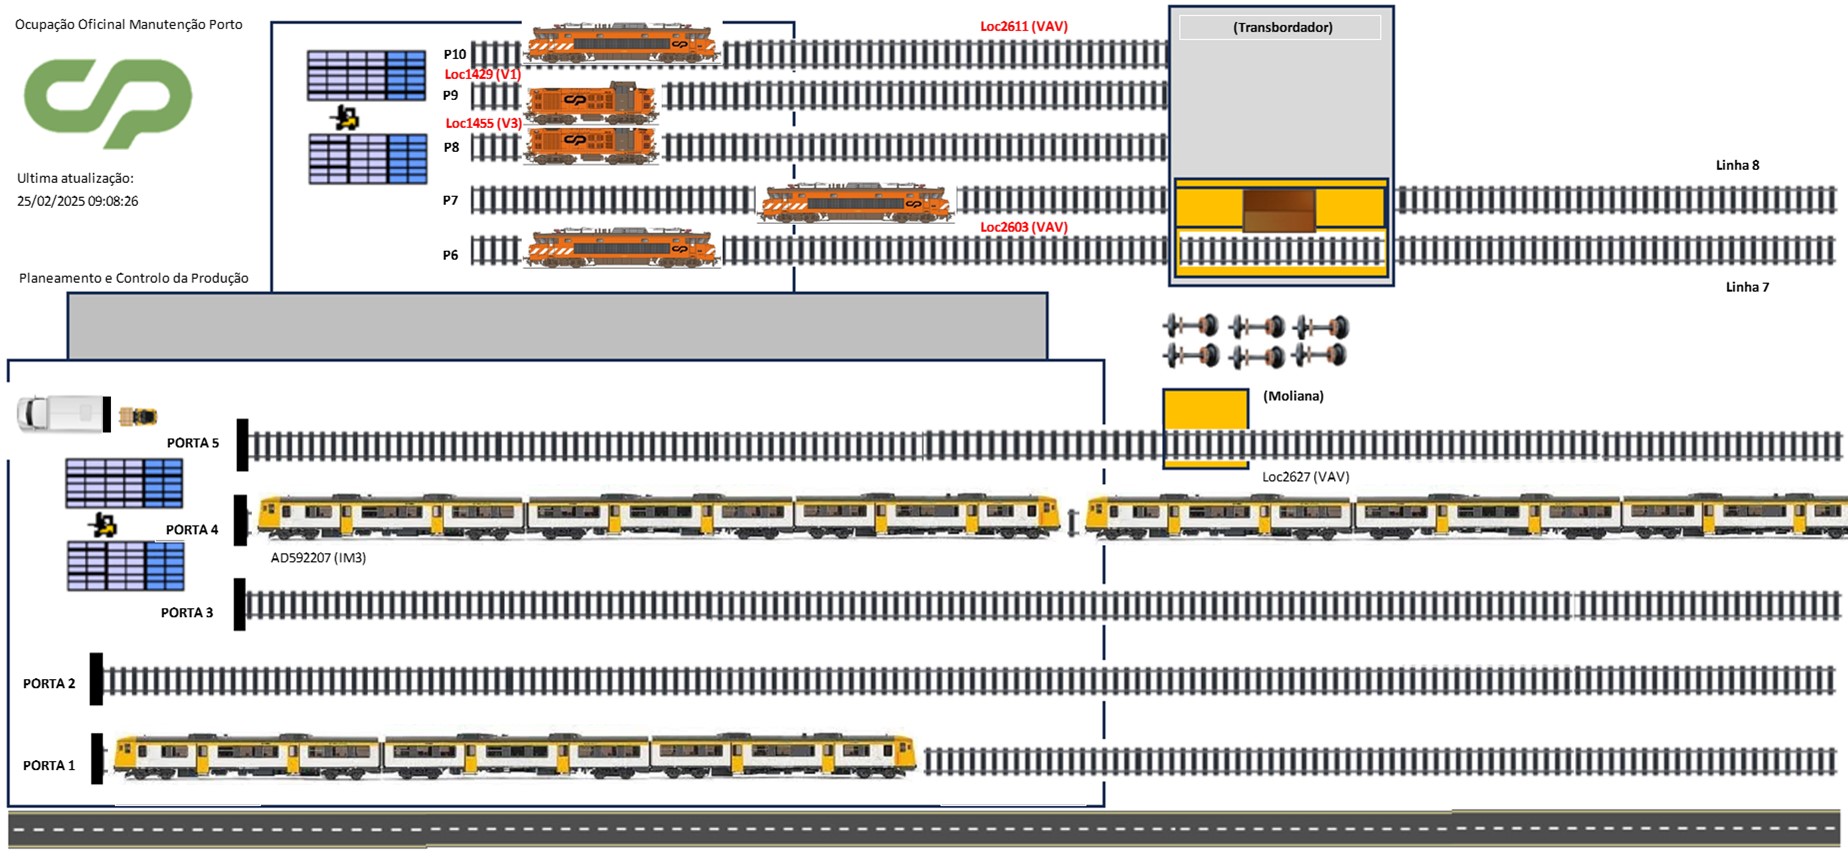 Ocupação Oficinal Manutenção Porto
Ultima atualização:
25/02/2025 09:08:26
Planeamento e Controlo da Produção
P10
Loc2611 (VAV)
(Transbordador)
Loc1429 (V1)
P9
Loc1455 (V3)
P8
Linha 8
P7
Loc2603 (VAV)
P6
Linha 7
(Moliana)
PORTA 5
Loc2627 (VAV)
PORTA 4
AD592207 (IM3)
PORTA 3
PORTA 2
PORTA 1